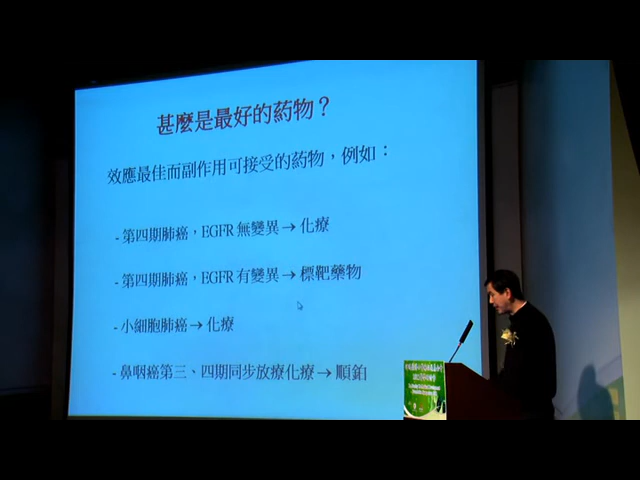 甚麼是最好的葯物？
效應最佳而副作用可接受的葯物，例如：
- 第四期肺癌，EGFR 無變異 → 化療
- 第四期肺癌，EGFR 有變異 → 標靶藥物
- 小細胞肺癌 → 化療
- 鼻咽癌第三、四期同步放療化療 → 順鉑